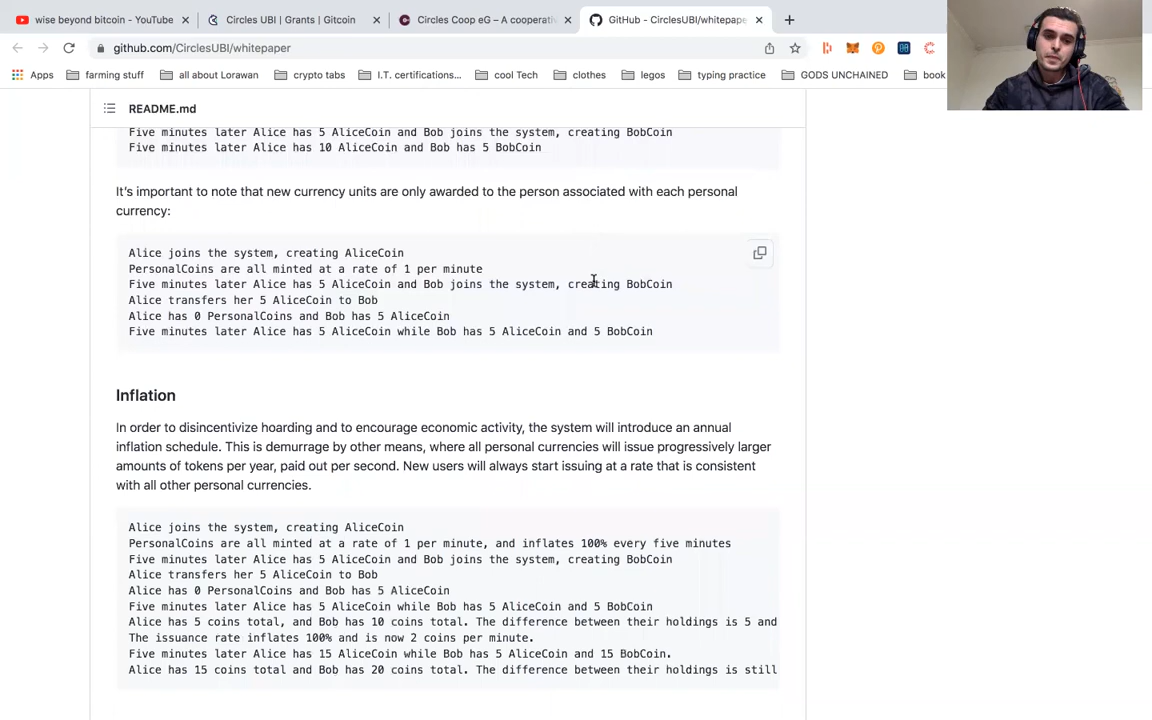 wise beyond bitcoin - YouTube
Circles UBI | Grants | Gitcoin
Circles Coop eG – A cooperativ
GitHub - CirclesUBI/whitepape
github.com/CirclesUBI/whitepaper
Apps
farming stuff
all about Lorawan
crypto tabs
I.T. certifications...
cool Tech
clothes
legos
typing practice
GODS UNCHAINED
book
README.md
Five minutes later Alice has 5 AliceCoin and Bob joins the system, creating BobCoin
Five minutes later Alice has 10 AliceCoin and Bob has 5 BobCoin
It's important to note that new currency units are only awarded to the person associated with each personal
currency:
Alice joins the system, creating AliceCoin
PersonalCoins are all minted at a rate of 1 per minute
Five minutes later Alice has 5 AliceCoin and Bob joins the system, creating BobCoin
Alice transfers her 5 AliceCoin to Bob
Alice has 0 PersonalCoins and Bob has 5 AliceCoin
Five minutes later Alice has 5 AliceCoin while Bob has 5 AliceCoin and 5 BobCoin
Inflation
In order to disincentivize hoarding and to encourage economic activity, the system will introduce an annual
inflation schedule. This is demurrage by other means, where all personal currencies will issue progressively larger
amounts of tokens per year, paid out per second. New users will always start issuing at a rate that is consistent
with all other personal currencies.
Alice joins the system, creating AliceCoin
PersonalCoins are all minted at a rate of 1 per minute, and inflates 100% every five minutes
Five minutes later Alice has 5 AliceCoin and Bob joins the system, creating BobCoin
Alice transfers her 5 AliceCoin to Bob
Alice has 0 PersonalCoins and Bob has 5 AliceCoin
Five minutes later Alice has 5 AliceCoin while Bob has 5 AliceCoin and 5 BobCoin
Alice has 5 coins total, and Bob has 10 coins total. The difference between their holdings is 5 and
The issuance rate inflates 100% and is now 2 coins per minute.
Five minutes later Alice has 15 AliceCoin while Bob has 5 AliceCoin and 15 BobCoin.
Alice has 15 coins total and Bob has 20 coins total. The difference between their holdings is still